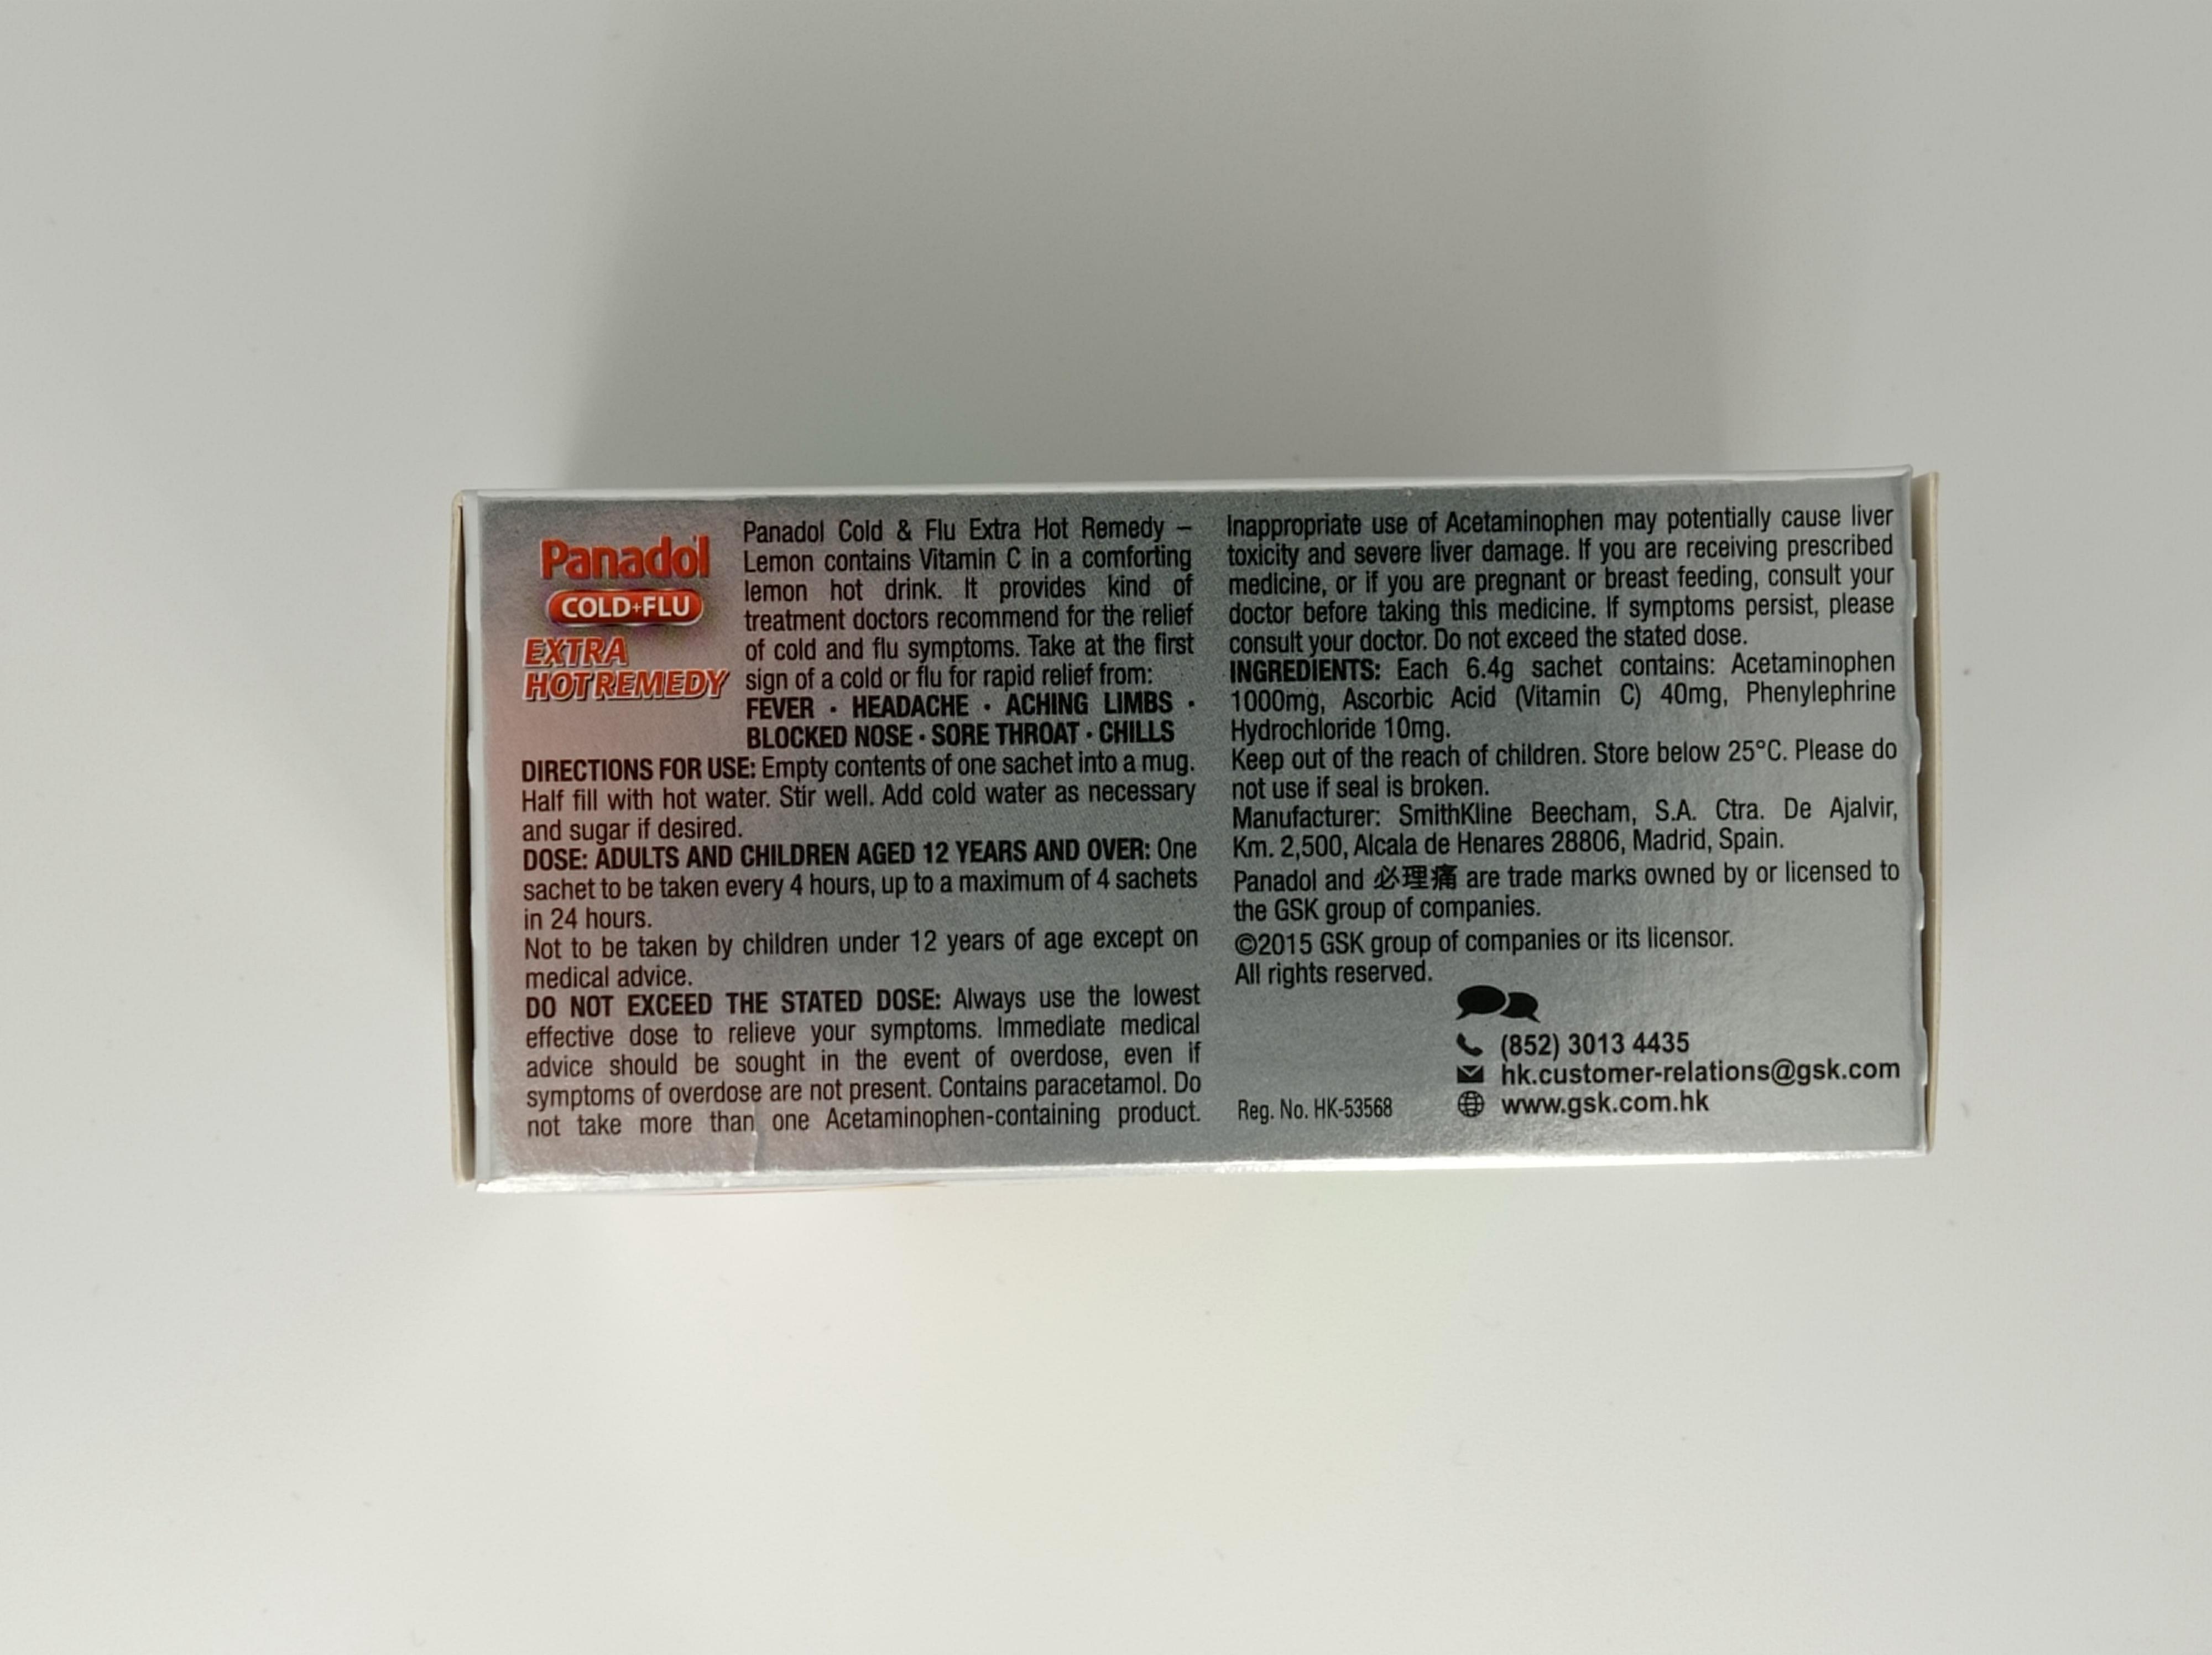 Panadol
COLD+FLU
EXTRA
HOTREMEDY
Panadol Cold & Flu Extra Hot Remedy –
Lemon contains Vitamin C in a comforting
lemon hot drink. It provides kind of
treatment doctors recommend for the relief
of cold and flu symptoms. Take at the first
sign of a cold or flu for rapid relief from:
FEVER · HEADACHE · ACHING LIMBS ·
BLOCKED NOSE · SORE THROAT · CHILLS
DIRECTIONS FOR USE: Empty contents of one sachet into a mug.
Half fill with hot water. Stir well. Add cold water as necessary
and sugar if desired.
DOSE: ADULTS AND CHILDREN AGED 12 YEARS AND OVER: One
sachet to be taken every 4 hours, up to a maximum of 4 sachets
in 24 hours.
Not to be taken by children under 12 years of age except on
medical advice.
DO NOT EXCEED THE STATED DOSE: Always use the lowest
effective dose to relieve your symptoms. Immediate medical
advice should be sought in the event of overdose, even if
symptoms of overdose are not present. Contains paracetamol. Do
not take more than one Acetaminophen-containing product.
Inappropriate use of Acetaminophen may potentially cause liver
toxicity and severe liver damage. If you are receiving prescribed
medicine, or if you are pregnant or breast feeding, consult your
doctor before taking this medicine. If symptoms persist, please
consult your doctor. Do not exceed the stated dose.
INGREDIENTS: Each 6.4g sachet contains: Acetaminophen
1000mg, Ascorbic Acid (Vitamin C) 40mg, Phenylephrine
Hydrochloride 10mg.
Keep out of the reach of children. Store below 25°C. Please do
not use if seal is broken.
Manufacturer: SmithKline Beecham, S.A. Ctra. De Ajalvir,
Km. 2,500, Alcala de Henares 28806, Madrid, Spain.
Panadol and 必理痛 are trade marks owned by or licensed to
the GSK group of companies.
©2015 GSK group of companies or its licensor.
All rights reserved.
(852) 3013 4435
hk.customer-relations@gsk.com
www.gsk.com.hk
Reg. No. HK-53568